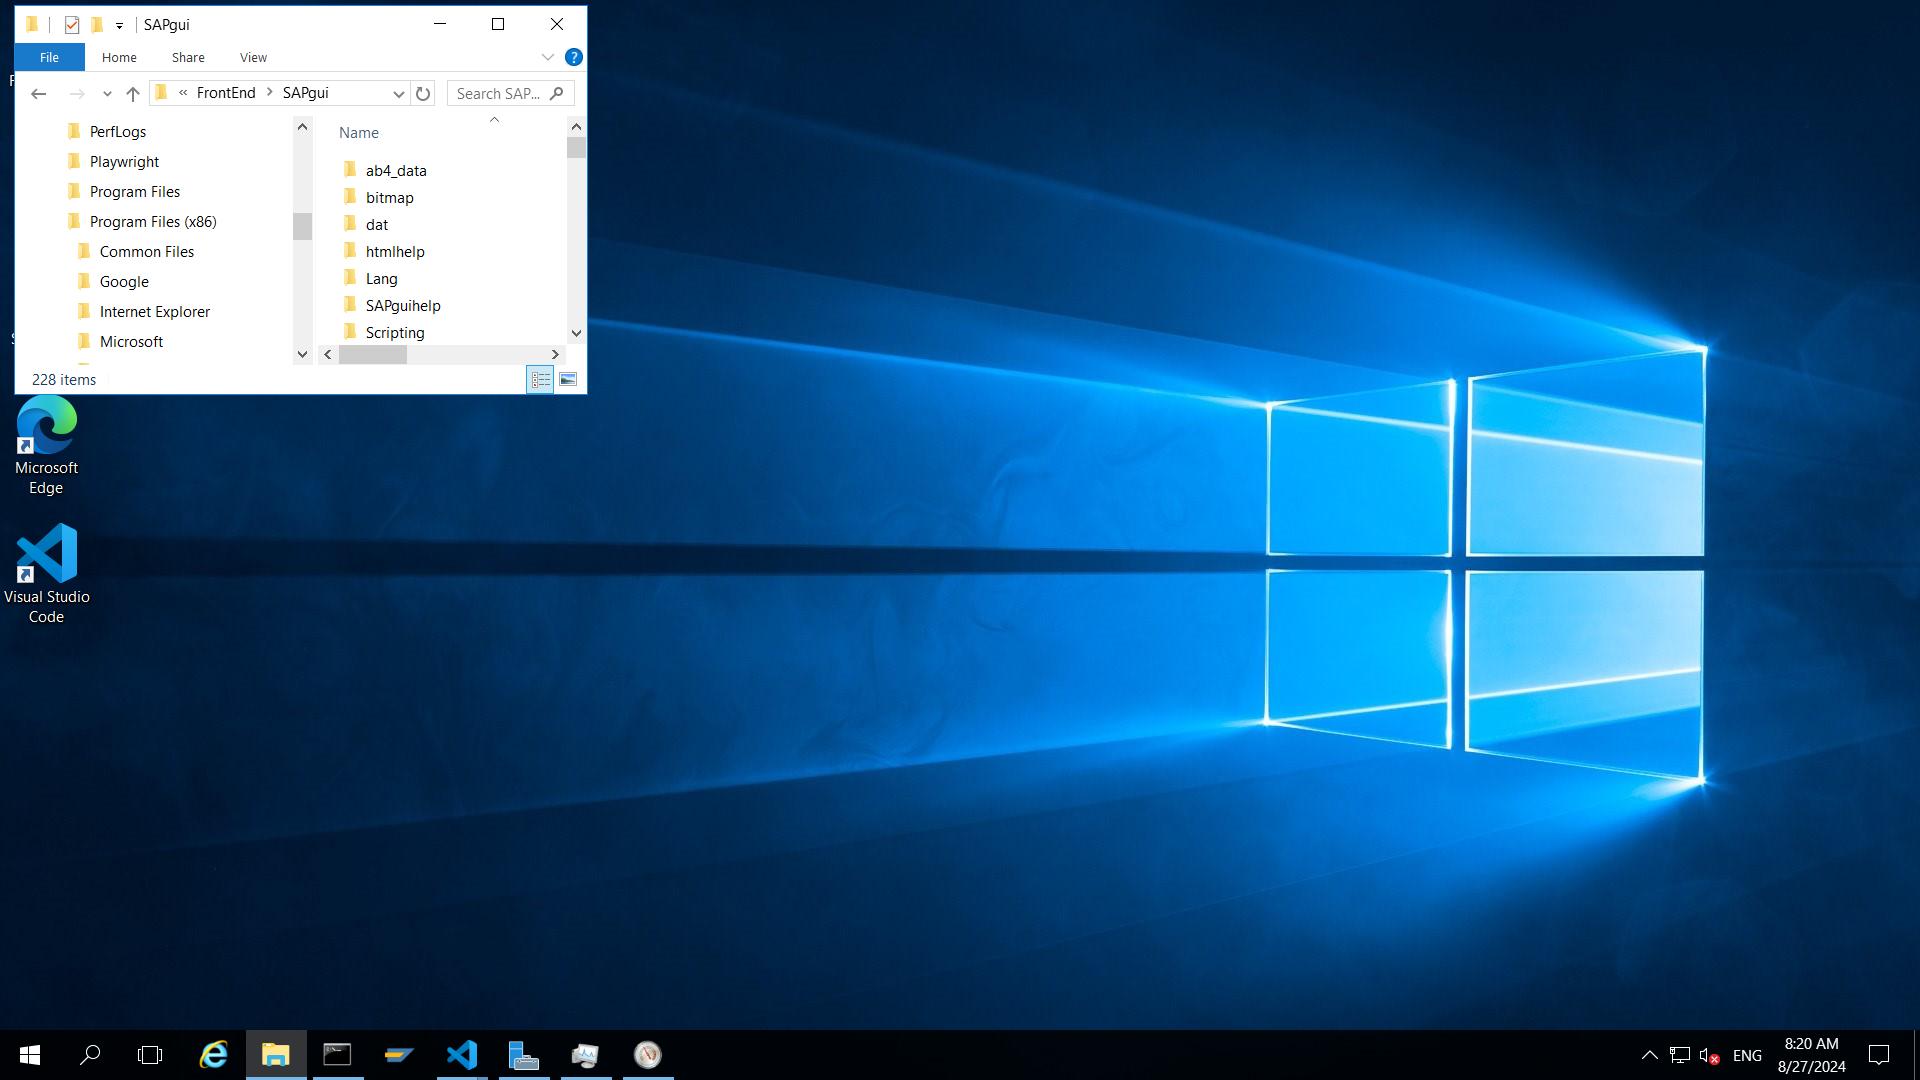 SAPgui
File
Home
Share
View
?
FrontEnd
SAPgui
Search SAP...
PerfLogs
Playwright
Program Files
Program Files (x86)
Common Files
Google
Internet Explorer
Microsoft
Name
ab4_data
bitmap
dat
htmlhelp
Lang
SAPguihelp
Scripting
228 items
Microsoft
Edge
Visual Studio
Code
ENG
8:20 AM
8/27/2024